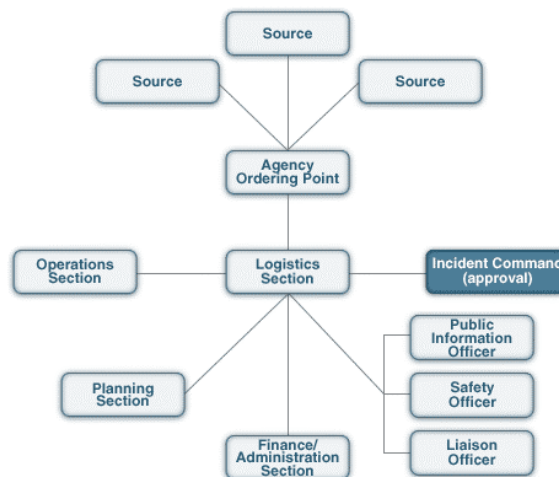 Source
Source
Source
Agency
Ordering Point
Operations
Section
Logistics
Section
Incident Command
(approval)
Public
Information
Officer
Planning
Section
Safety
Officer
Finance/
Administration
Section
Liaison
Officer